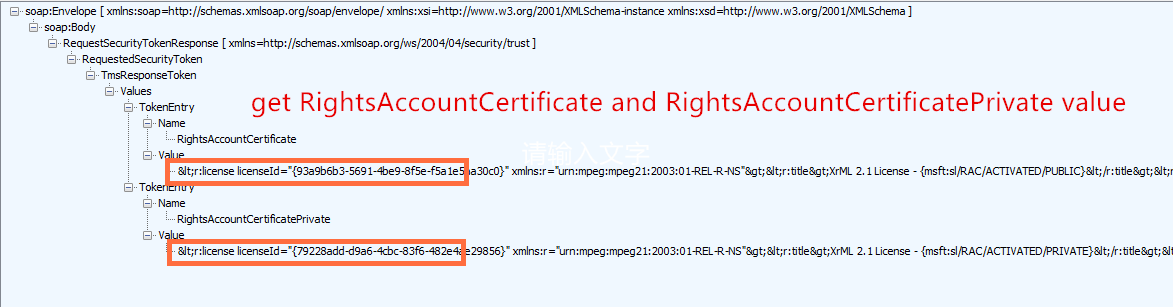 soap:Envelope [ xmlns:soap=http://schemas.xmlsoap.org/soap/envelope/ xmlns:xsi=http://www.w3.org/2001/XMLSchema-instance xmlns:xsd=http://www.w3.org/2001/XMLSchema ]
soap:Body
RequestSecurityTokenResponse [ xmlns=http://schemas.xmlsoap.org/ws/2004/04/security/trust ]
RequestedSecurityToken
TmsResponseToken
Values
TokenEntry
get RightsAccountCertificate and RightsAccountCertificatePrivate value
Name
RightsAccountCertificate
请输入文字
Value
&lt;r:license licenseId="{93a9b6b3-5691-4be9-8f5e-f5a1e5 a30c0}" xmlns:r="urn:mpeg:mpeg21:2003:01-REL-R-NS"&gt;&lt;r:title&gt;XrML 2.1 License - {msft:sl/RAC/ACTIVATED/PUBLIC}&lt;/r:title&gt;&lt
TokenEntry
Name
RightsAccountCertificatePrivate
Value
&lt;r:license licenseId="{79228add-d9a6-4cbc-83f6-482e4 e29856}" xmlns:r="urn:mpeg:mpeg21:2003:01-REL-R-NS"&gt;&lt;r:title&gt;XrML 2.1 License - {msft:sl/RAC/ACTIVATED/PRIVATE}&lt;/r:title&gt;&lt